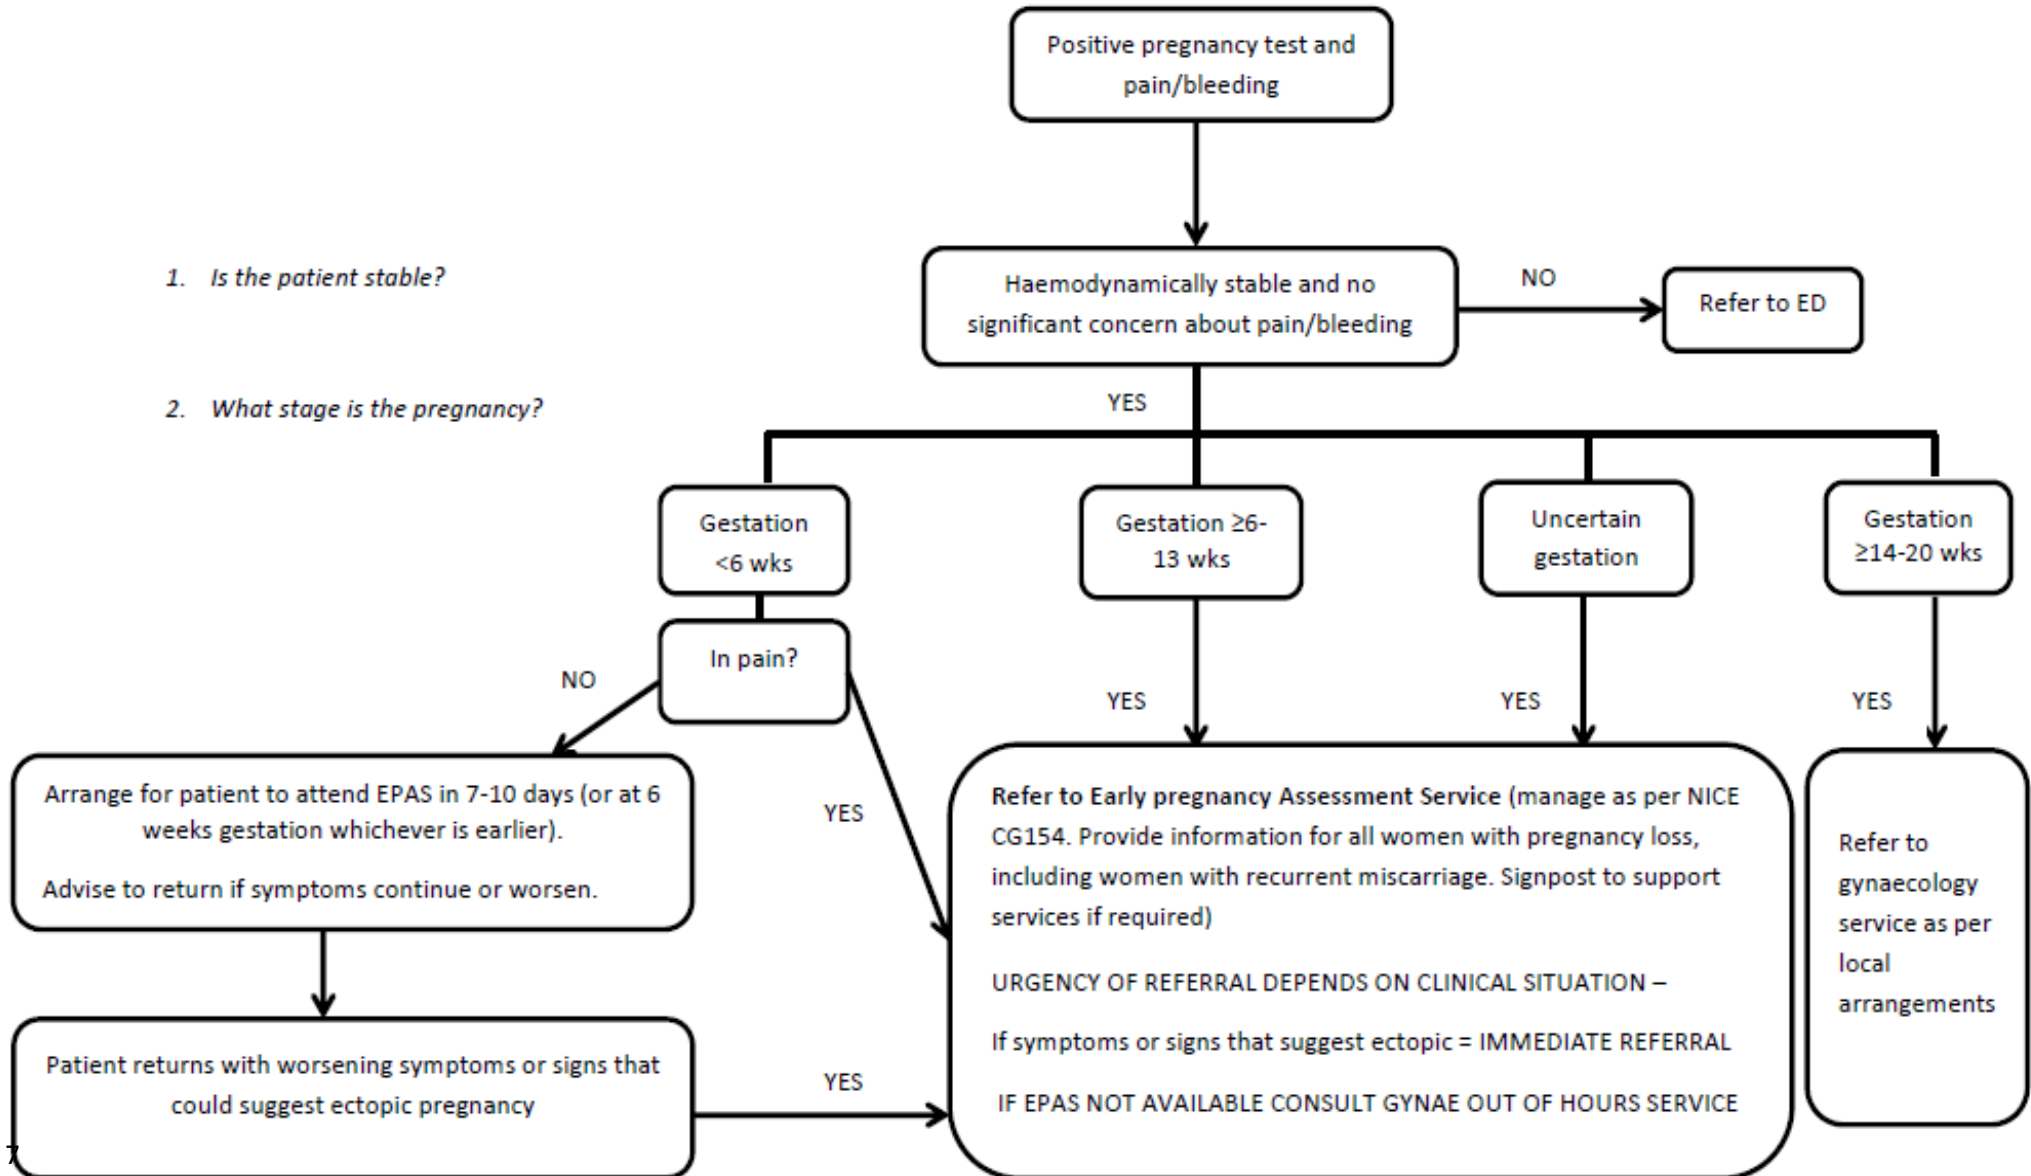 Positive pregnancy test and
pain/bleeding
1. Is the patient stable?
Haemodynamically stable and no
significant concern about pain/bleeding
NO
Refer to ED
2. What stage is the pregnancy?
YES
Gestation
<6 wks
Gestation ≥6-
13 wks
Uncertain
gestation
Gestation
≥14-20 wks
In pain?
NO
YES
YES
YES
YES
Arrange for patient to attend EPAS in 7-10 days (or at 6
weeks gestation whichever is earlier).
Advise to return if symptoms continue or worsen.
Refer to Early pregnancy Assessment Service (manage as per NICE
CG154. Provide information for all women with pregnancy loss,
including women with recurrent miscarriage. Signpost to support
services if required)
URGENCY OF REFERRAL DEPENDS ON CLINICAL SITUATION –
If symptoms or signs that suggest ectopic = IMMEDIATE REFERRAL
IF EPAS NOT AVAILABLE CONSULT GYNAE OUT OF HOURS SERVICE
Refer to
gynaecology
service as per
local
arrangements
Patient returns with worsening symptoms or signs that
could suggest ectopic pregnancy
YES
7